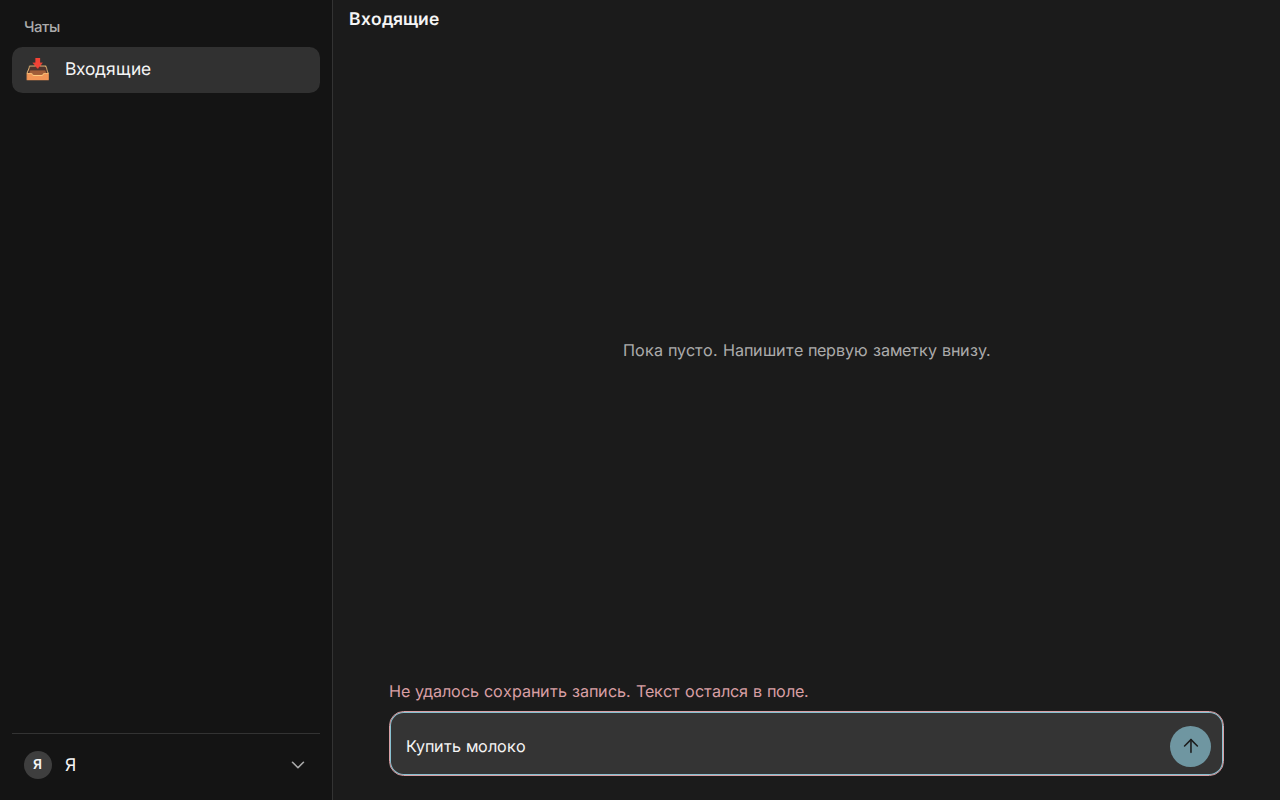 Чаты
Входящие
Входящие
Пока пусто. Напишите первую заметку внизу.
Не удалось сохранить запись. Текст остался в поле.
Купить молоко
Я
Я